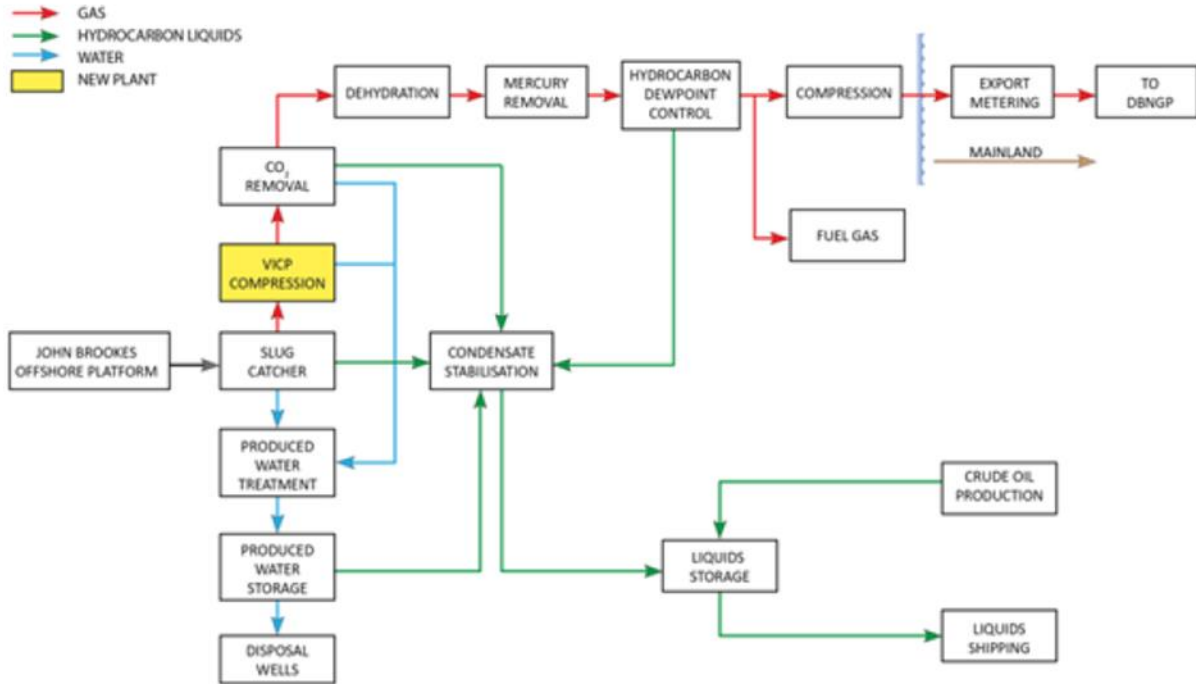 GAS
HYDROCARBON LIQUIDS
WATER
NEW PLANT
DEHYDRATION
MERCURY
REMOVAL
HYDROCARBON
DEWPOINT
CONTROL
COMPRESSION
EXPORT
METERING
TO
DBNGP
MAINLAND
CO₂
REMOVAL
FUEL GAS
VICP
COMPRESSION
JOHN BROOKES
OFFSHORE PLATFORM
SLUG
CATCHER
CONDENSATE
STABILISATION
PRODUCED
WATER
TREATMENT
CRUDE OIL
PRODUCTION
PRODUCED
WATER
STORAGE
LIQUIDS
STORAGE
DISPOSAL
WELLS
LIQUIDS
SHIPPING